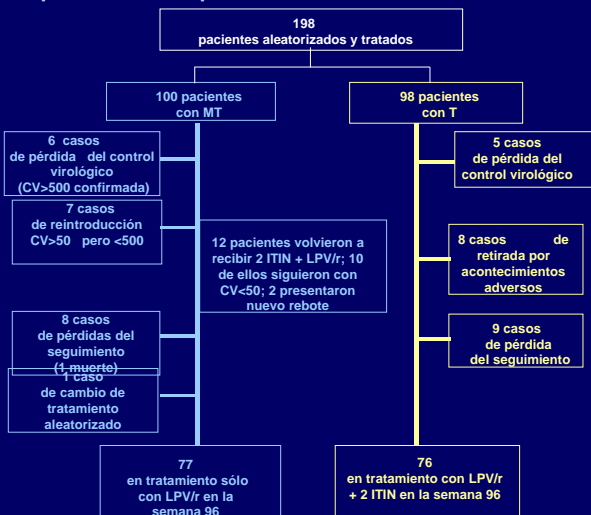 198
pacientes aleatorizados y tratados
100 pacientes
con MT
98 pacientes
con T
6 casos
de pérdida del control
virológico
(CV>500 confirmada)
7 casos
de reintroducción
CV>50 pero <500
12 pacientes volvieron a
recibir 2 ITIN + LPV/r; 10
de ellos siguieron con
CV<50; 2 presentaron
nuevo rebote
8 casos
de pérdidas del
seguimiento
(1 muerte)
1 caso
de cambio de
tratamiento
aleatorizado
5 casos
de pérdida del
control virológico
8 casos de
retirada por
acontecimientos
adversos
9 casos
de pérdida
del seguimiento
77
en tratamiento sólo
con LPV/r en la
semana 96
76
en tratamiento con LPV/r
+ 2 ITIN en la semana 96